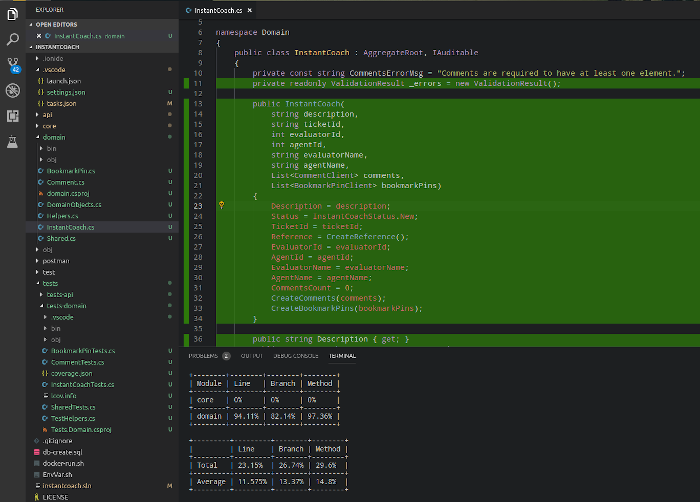 EXPLORER
OPEN EDITORS
InstantCoach.cs domain U
INSTANTCOACH
.ionide
.vscode
launch.json U
settings.json U
tasks.json M
api
core
domain
bin
obj
BookmarkPin.cs U
Comment.cs U
domain.csproj U
DomainObjects.cs U
Helpers.cs U
InstantCoach.cs U
Shared.cs U
obj
postman
test
tests
tests-api
tests-domain
.vscode
bin
obj
BookmarkPinTests.cs U
CommentTests.cs U
coverage.json U
InstantCoachTests.cs U
lcov.info U
SharedTests.cs U
TestHelpers.cs U
Tests.Domain.csproj U
.gitignore
db-create.sql
docker-run.sh
EnvVar.sh
instantcoach.sln M
LICENSE
42
InstantCoach.cs ×
5
6 namespace Domain
7 {
8 public class InstantCoach : AggregateRoot, IAuditable
9 {
10 private const string CommentsErrorMsg = "Comments are required to have at least one element.";
11 private readonly ValidationResult _errors = new ValidationResult();
12
13 public InstantCoach(
14 string description,
15 string ticketId,
16 int evaluatorId,
17 int agentId,
18 string evaluatorName,
19 string agentName,
20 List<CommentClient> comments,
21 List<BookmarkPinClient> bookmarkPins)
22 {
23 Description = description;
24 Status = InstantCoachStatus.New;
25 TicketId = ticketId;
26 Reference = CreateReference();
27 EvaluatorId = evaluatorId;
28 AgentId = agentId;
29 EvaluatorName = evaluatorName;
30 AgentName = agentName;
31 CommentsCount = 0;
32 CreateComments(comments);
33 CreateBookmarkPins(bookmarkPins);
34 }
35
36 public string Description { get; }
PROBLEMS 2 OUTPUT DEBUG CONSOLE TERMINAL
+--------+--------+--------+--------+
| Module | Line | Branch | Method |
+--------+--------+--------+--------+
| core | 0% | 0% | 0% |
+--------+--------+--------+--------+
| domain | 94.11% | 82.14% | 97.36% |
+--------+--------+--------+--------+
+---------+---------+--------+--------+
| | Line | Branch | Method |
+---------+---------+--------+--------+
| Total | 23.15% | 26.74% | 29.6% |
+---------+---------+--------+--------+
| Average | 11.575% | 13.37% | 14.8% |
+---------+---------+--------+--------+